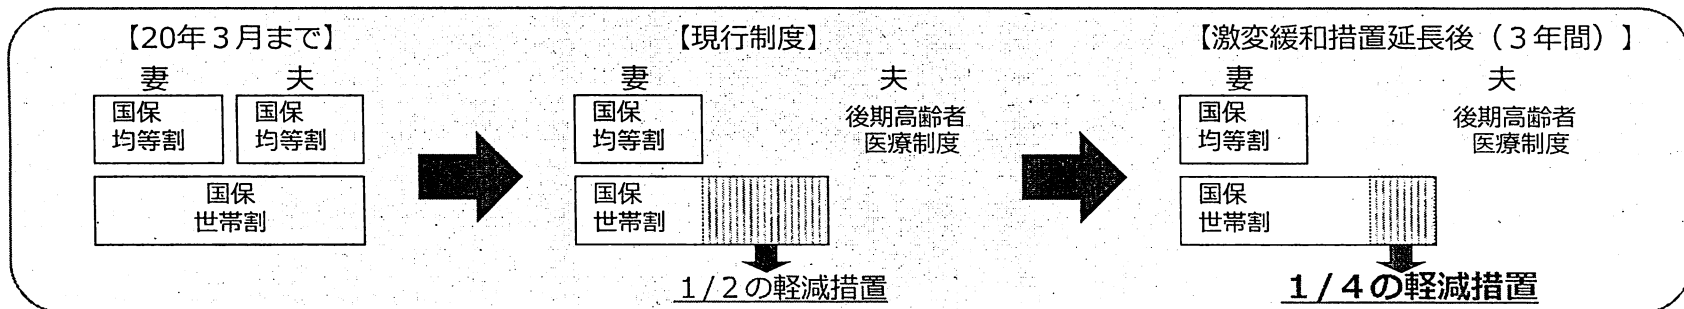 【20年3月まで】
妻 夫
国保
均等割
国保
均等割
国保
世帯割
【現行制度】
妻 夫
国保
均等割
後期高齢者
医療制度
国保
世帯割
1/2の軽減措置
【激変緩和措置延長後(3年間)】
妻 夫
国保
均等割
後期高齢者
医療制度
国保
世帯割
1/4の軽減措置